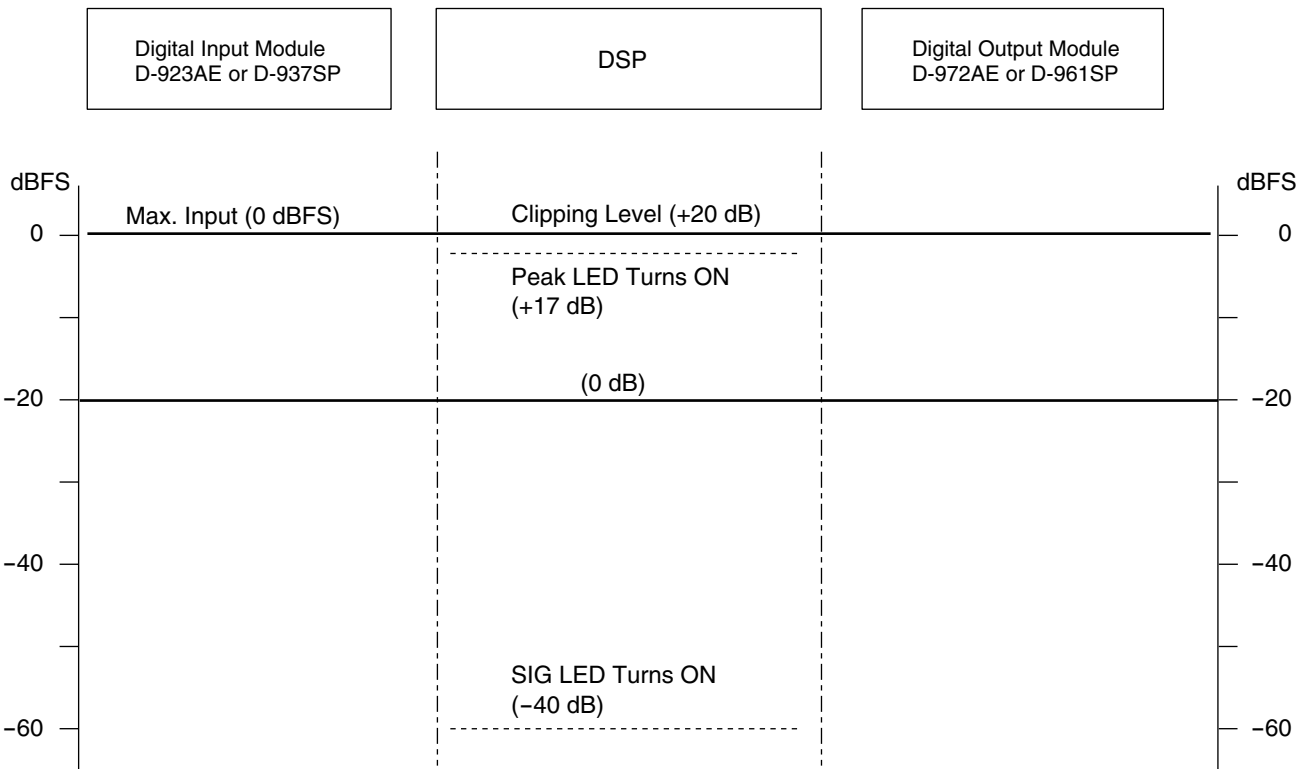 Digital Input Module
D-923AE or D-937SP
DSP
Digital Output Module
D-972AE or D-961SP
dBFS
dBFS
Max. Input (0 dBFS)
Clipping Level (+20 dB)
0
0
Peak LED Turns ON
(+17 dB)
(0 dB)
−20
−20
−40
−40
SIG LED Turns ON
(−40 dB)
−60
−60